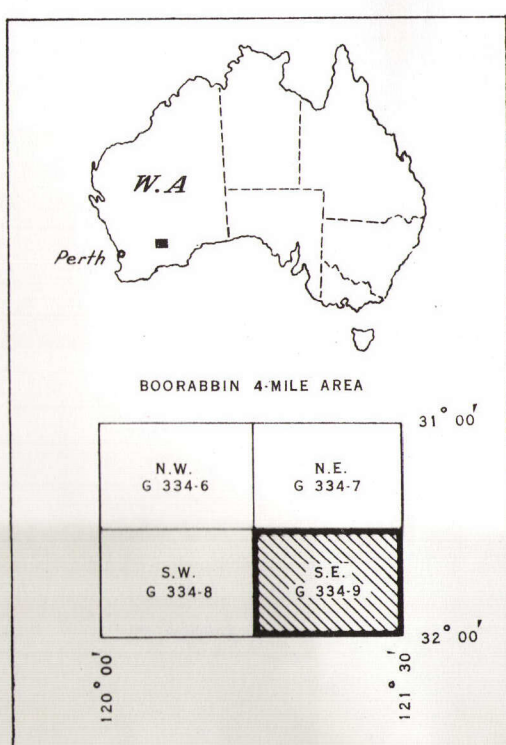 W.A
Perth
BOORABBIN 4-MILE AREA
31° 00'
N.W.
G 334-6
N.E.
G 334-7
S.W.
G 334-8
S.E.
G 334-9
32° 00'
120° 00'
121° 30'